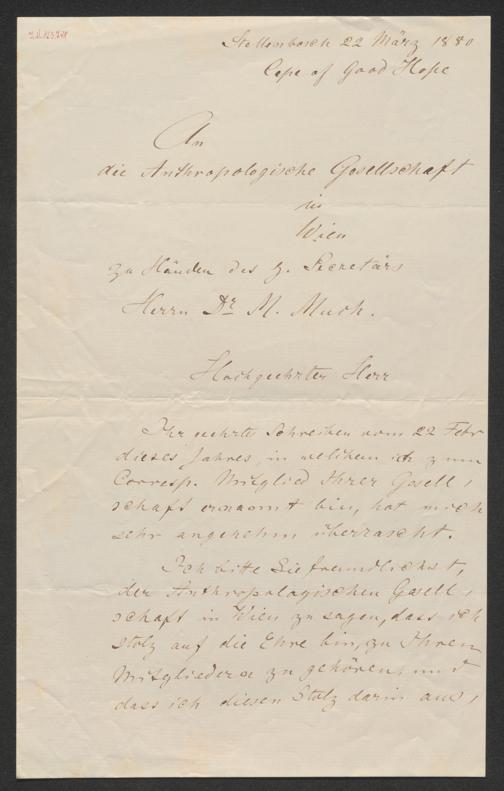 Stellenbosch 22 März 1880
Cape of Good Hope
An
die Anthropologische Gesellschaft
in
Wien
zu Händen des z. Secretärs
Herrn Dr M. Much.
Hochgeehrter Herr
Ihr geehrtes Schreiben vom 22 Febr
dieses Jahres, in welchem ich zum
Corresp. Mitglied Ihrer Gesell,
schaft ernannt bin, hat mich
sehr angenehm überrascht.
Ich bitte Sie freundlichst,
der Anthropologischen Gesell,
schaft in Wien zu sagen, dass ich
stolz auf die Ehre bin, zu Ihren
Mitgliedern zu gehören, und
dass ich diesen Stolz darin aus,